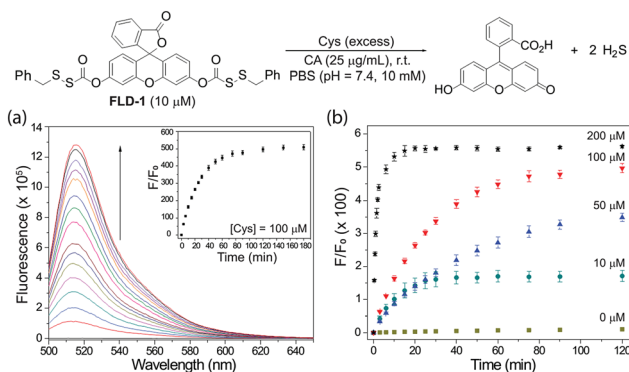 Ph S S O O O O O O S S Ph
FLD-1 (10 μM)
Cys (excess)
CA (25 μg/mL), r.t.
PBS (pH = 7.4, 10 mM)
CO₂H
HO O O
+ 2 H₂S
(a)
Fluorescence (x 10⁵)
14
12
10
8
6
4
2
0
500 520 540 560 580 600 620 640
Wavelength (nm)
F/F₀
600
500
400
300
200
100
0
[Cys] = 100 μM
0 20 40 60 80 100 120 140 160 180
Time (min)
(b)
F/F₀ (x 100)
6
5
4
3
2
1
0
200 μM
100 μM
50 μM
10 μM
0 μM
0 20 40 60 80 100 120
Time (min)